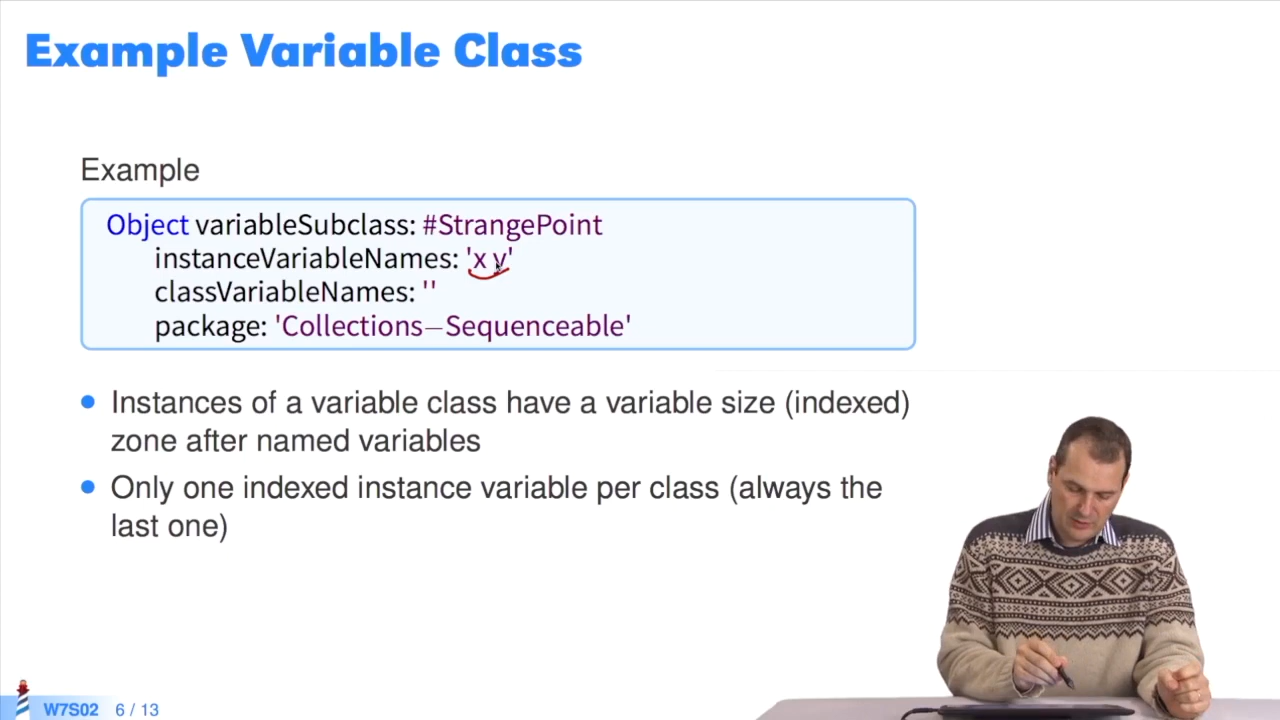 Example Variable Class
Example
Object variableSubclass: #StrangePoint
instanceVariableNames: 'x y'
classVariableNames: ''
package: 'Collections–Sequenceable'
Instances of a variable class have a variable size (indexed)
zone after named variables
Only one indexed instance variable per class (always the
last one)
W7S02 6 / 13